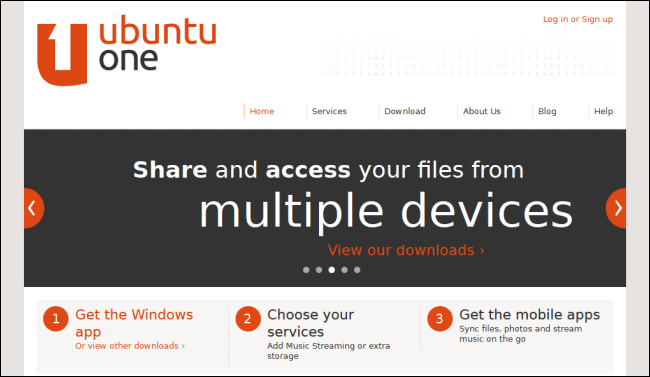 ubuntu
one
Log in or Sign up
Home Services Download About Us Blog Help
Share and access your files from
multiple devices
View our downloads ›
1 Get the Windows
app
Or view other downloads ›
2 Choose your
services
Add Music Streaming or extra
storage
3 Get the mobile apps
Sync files, photos and stream
music on the go